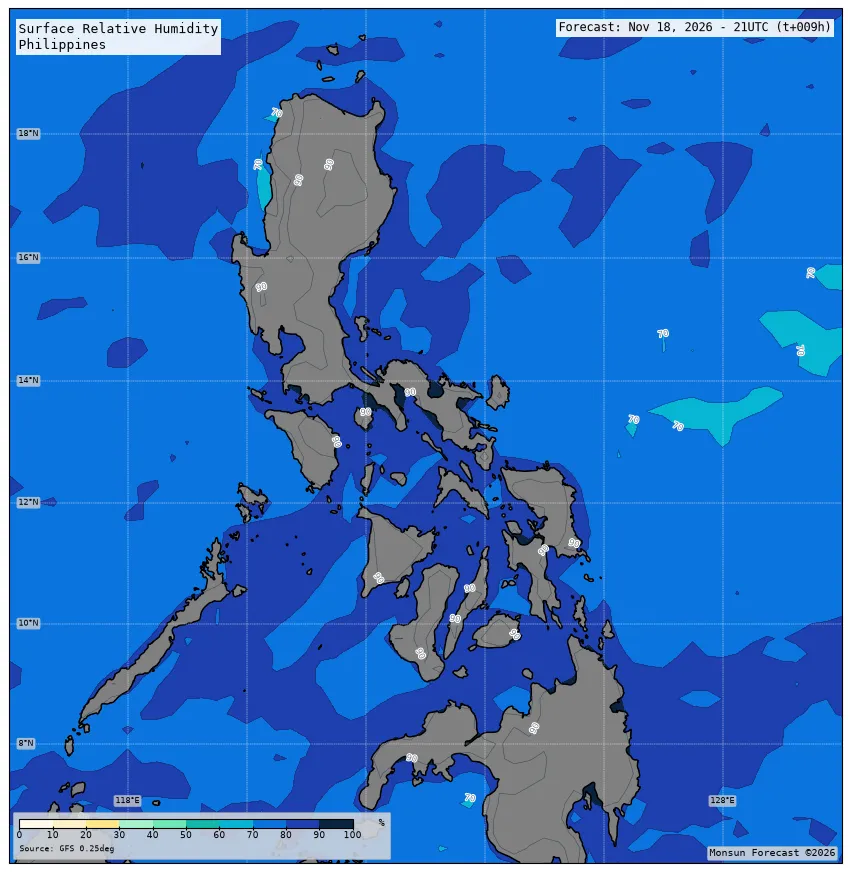 Surface Relative Humidity
Philippines
Forecast: Nov 18, 2026 - 21UTC (t+009h)
70
18°N
70
90
90
16°N
70
90
70
70
14°N
90
90
70
70
90
12°N
90
90
90
90
10°N
90
90
90
90
8°N
90
70
118°E
128°E
0 10 20 30 40 50 60 70 80 90 100 %
Source: GFS 0.25deg
Monsun Forecast ©2026